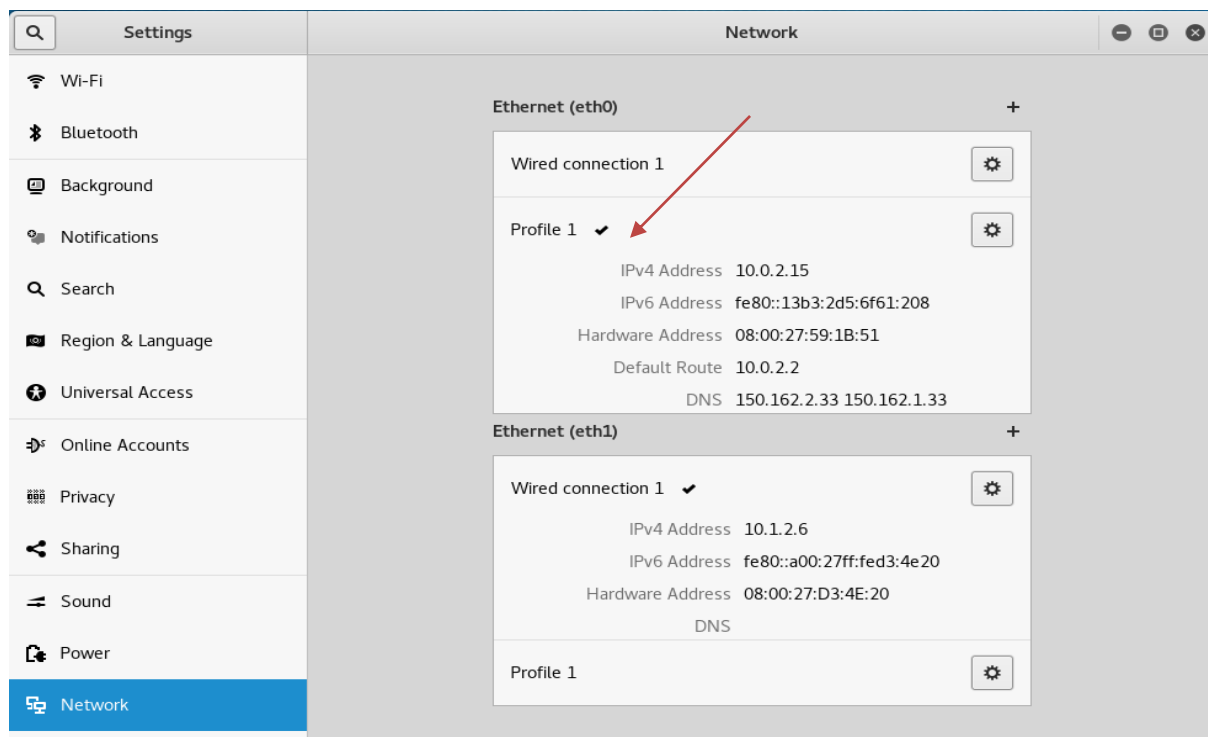 Settings
Network
Wi-Fi
Bluetooth
Background
Notifications
Search
Region & Language
Universal Access
Online Accounts
Privacy
Sharing
Sound
Power
Network
Ethernet (eth0)
Wired connection 1
Profile 1
IPv4 Address 10.0.2.15
IPv6 Address fe80::13b3:2d5:6f61:208
Hardware Address 08:00:27:59:1B:51
Default Route 10.0.2.2
DNS 150.162.2.33 150.162.1.33
Ethernet (eth1)
Wired connection 1
IPv4 Address 10.1.2.6
IPv6 Address fe80::a00:27ff:fed3:4e20
Hardware Address 08:00:27:D3:4E:20
DNS
Profile 1